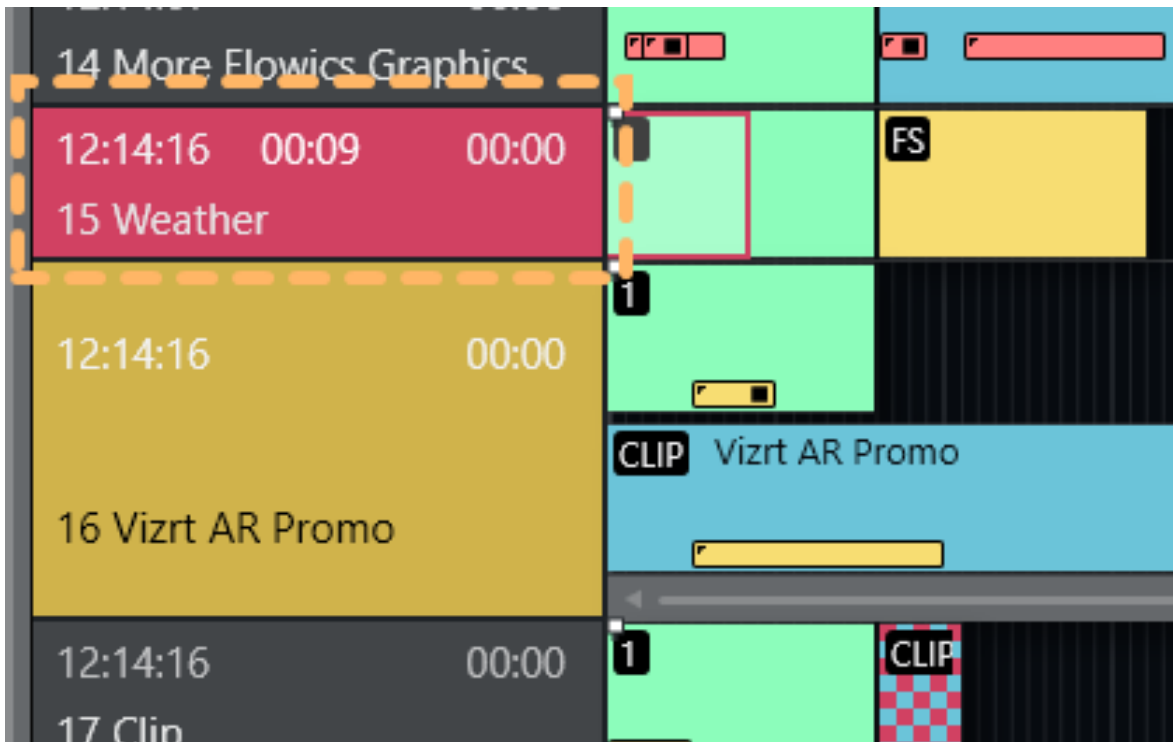 14 More Flowics Graphics
12:14:16 00:09 00:00
15 Weather
FS
1
12:14:16 00:00
CLIP Vizrt AR Promo
16 Vizrt AR Promo
12:14:16 00:00
1
CLIP
17 Clip